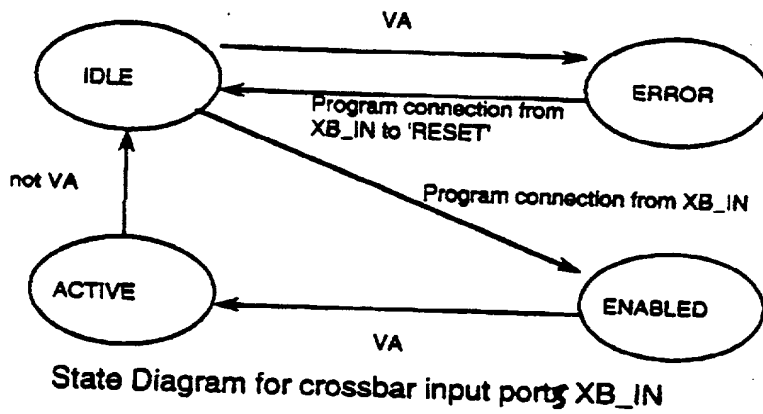 VA
IDLE
ERROR
Program connection from
XB_IN to 'RESET'
not VA
Program connection from XB_IN
ACTIVE
ENABLED
VA
State Diagram for crossbar input ports XB_IN